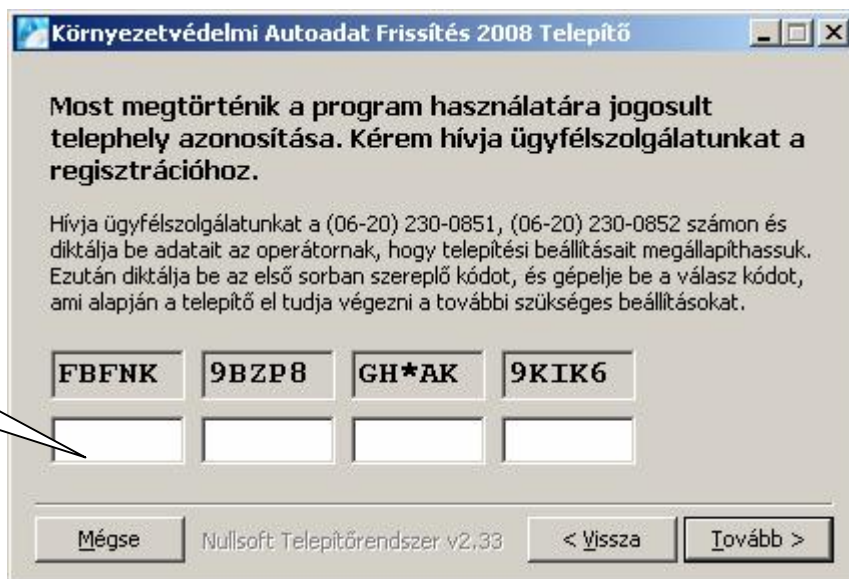 Környezetvédelmi Autoadat Frissítés 2008 Telepítő
Most megtörténik a program használatára jogosult
telephely azonosítása. Kérem hívja ügyfélszolgálatunkat a
regisztrációhoz.
Hívja ügyfélszolgálatunkat a (06-20) 230-0851, (06-20) 230-0852 számon és
diktálja be adatait az operátornak, hogy telepítési beállításait megállapíthassuk.
Ezután diktálja be az első sorban szereplő kódot, és gépelje be a válasz kódot,
ami alapján a telepítő el tudja végezni a további szükséges beállításokat.
FBFNK 9BZP8 GH*AK 9KIK6
Mégse Nullsoft Telepítőrendszer v2.33 < Vissza Tovább >